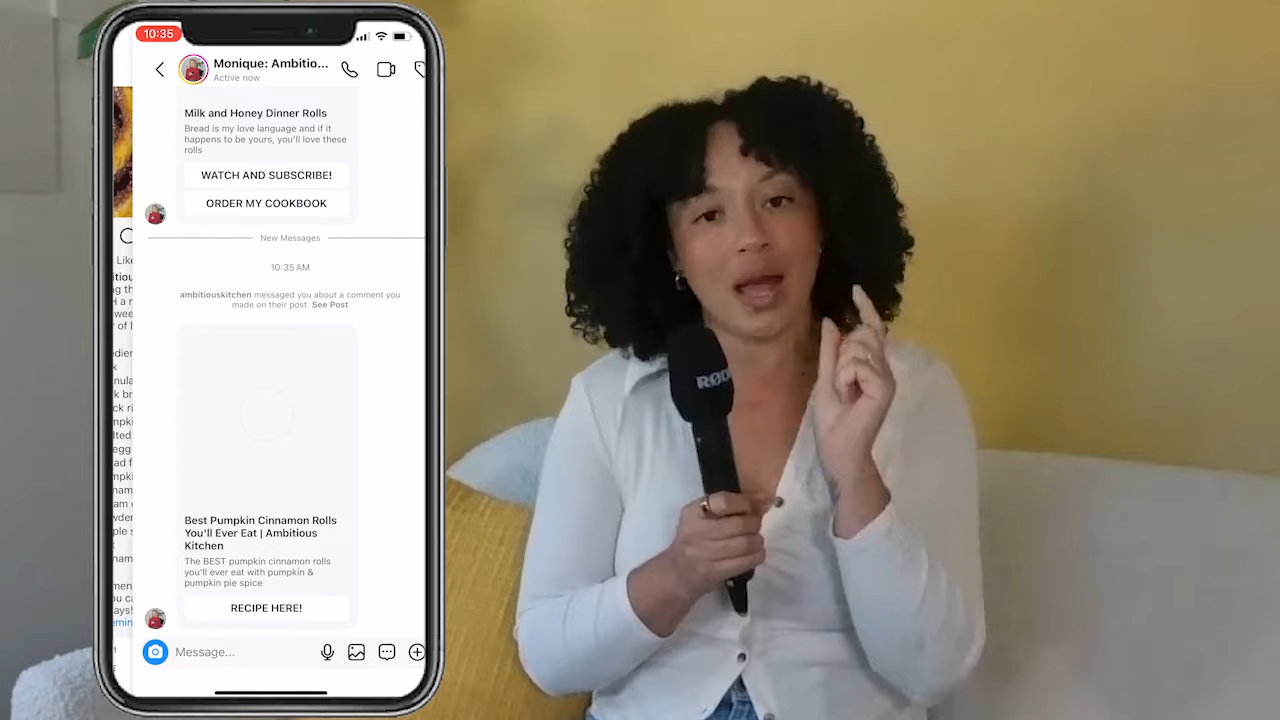 10:35
Monique: Ambitio...
Active now
Milk and Honey Dinner Rolls
Bread is my love language and if it
happens to be yours, you'll love these
rolls
WATCH AND SUBSCRIBE!
ORDER MY COOKBOOK
New Messages
10:35 AM
ambitiouskitchen messaged you about a comment you
made on their post. See Post
Best Pumpkin Cinnamon Rolls
You'll Ever Eat | Ambitious
Kitchen
The BEST pumpkin cinnamon rolls
you'll ever eat with pumpkin &
pumpkin pie spice
RECIPE HERE!
Message...
RØD